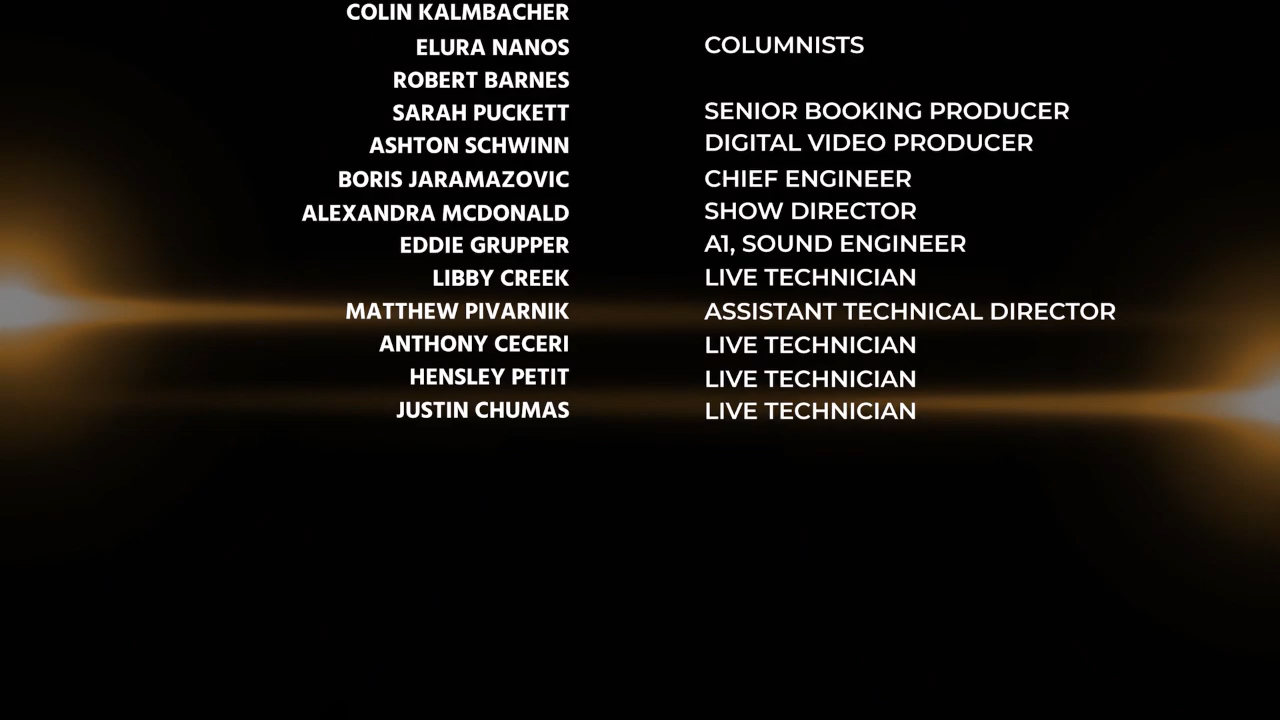 COLIN KALMBACHER
ELURA NANOS COLUMNISTS
ROBERT BARNES
SARAH PUCKETT SENIOR BOOKING PRODUCER
ASHTON SCHWINN DIGITAL VIDEO PRODUCER
BORIS JARAMAZOVIC CHIEF ENGINEER
ALEXANDRA MCDONALD SHOW DIRECTOR
EDDIE GRUPPER A1, SOUND ENGINEER
LIBBY CREEK LIVE TECHNICIAN
MATTHEW PIVARNIK ASSISTANT TECHNICAL DIRECTOR
ANTHONY CECERI LIVE TECHNICIAN
HENSLEY PETIT LIVE TECHNICIAN
JUSTIN CHUMAS LIVE TECHNICIAN